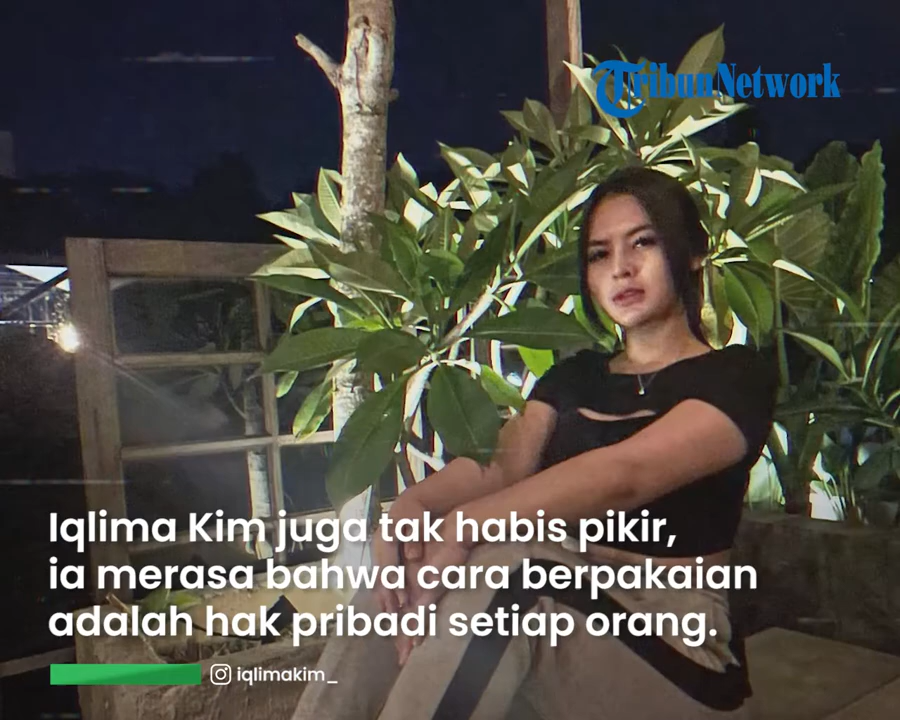 TribunNetwork
Iqlima Kim juga tak habis pikir,
ia merasa bahwa cara berpakaian
adalah hak pribadi setiap orang.
iqlimakim_